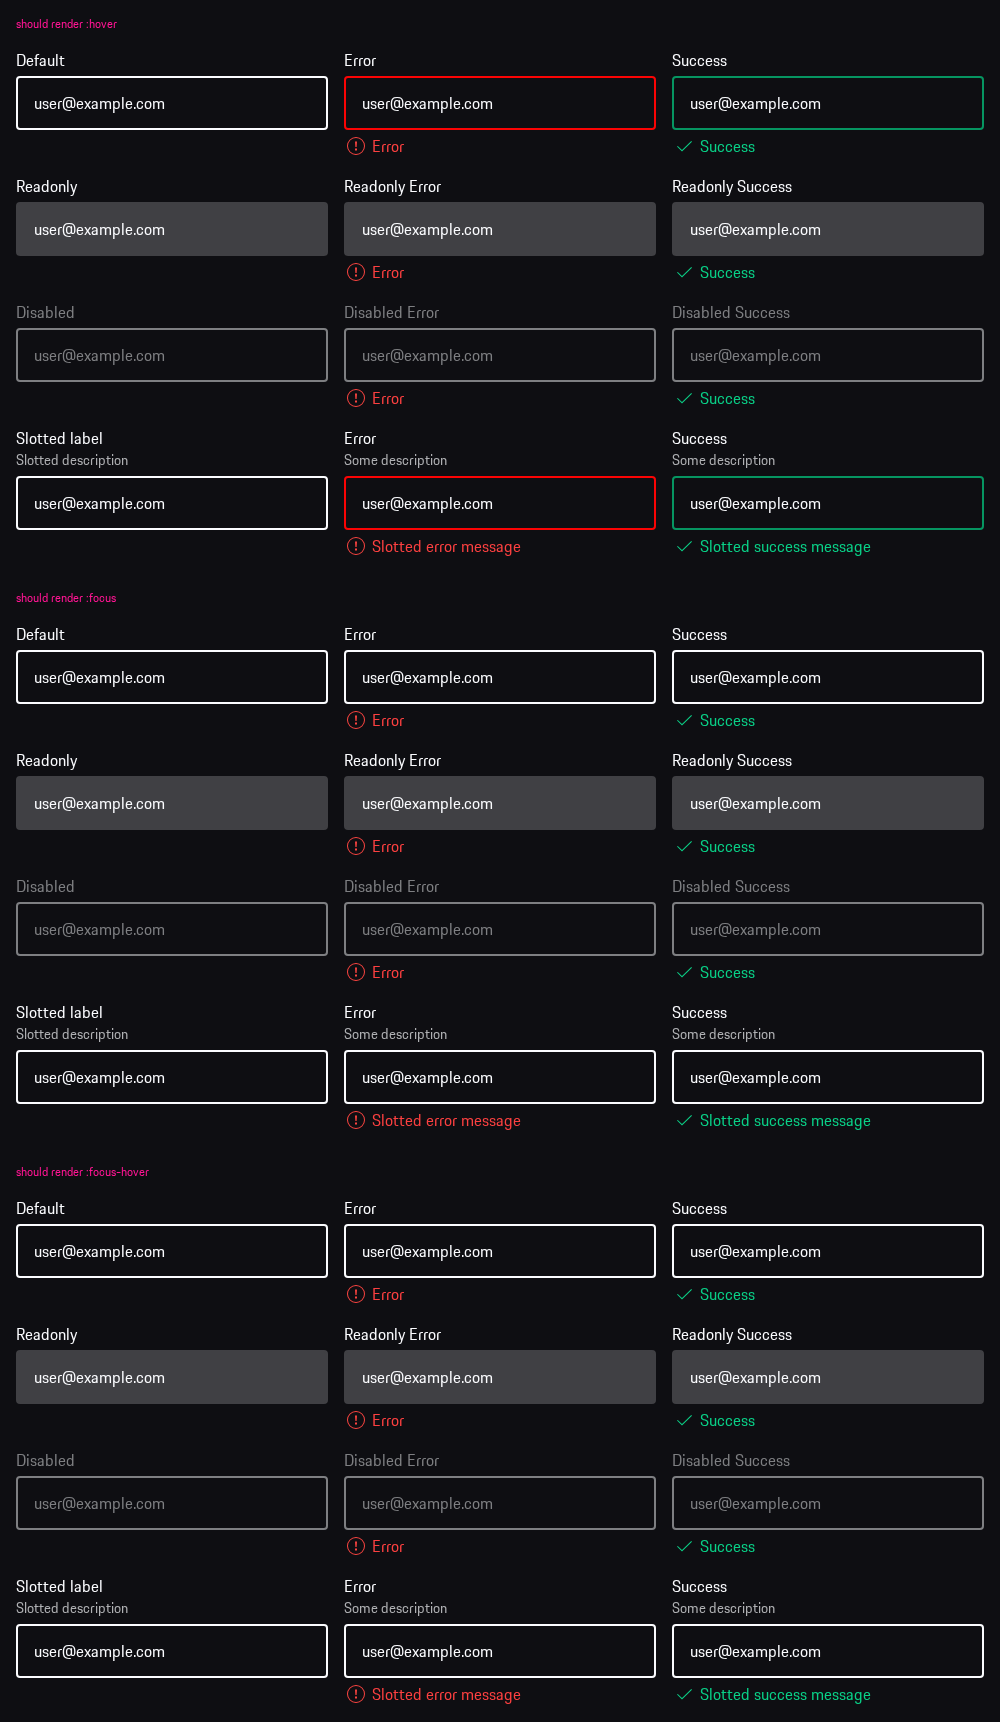 should render :hover
Default Error Success
user@example.com user@example.com user@example.com
Error Success
Readonly Readonly Error Readonly Success
user@example.com user@example.com user@example.com
Error Success
Disabled Disabled Error Disabled Success
user@example.com user@example.com user@example.com
Error Success
Slotted label Error Success
Slotted description Some description Some description
user@example.com user@example.com user@example.com
Slotted error message Slotted success message
should render :focus
Default Error Success
user@example.com user@example.com user@example.com
Error Success
Readonly Readonly Error Readonly Success
user@example.com user@example.com user@example.com
Error Success
Disabled Disabled Error Disabled Success
user@example.com user@example.com user@example.com
Error Success
Slotted label Error Success
Slotted description Some description Some description
user@example.com user@example.com user@example.com
Slotted error message Slotted success message
should render :focus-hover
Default Error Success
user@example.com user@example.com user@example.com
Error Success
Readonly Readonly Error Readonly Success
user@example.com user@example.com user@example.com
Error Success
Disabled Disabled Error Disabled Success
user@example.com user@example.com user@example.com
Error Success
Slotted label Error Success
Slotted description Some description Some description
user@example.com user@example.com user@example.com
Slotted error message Slotted success message